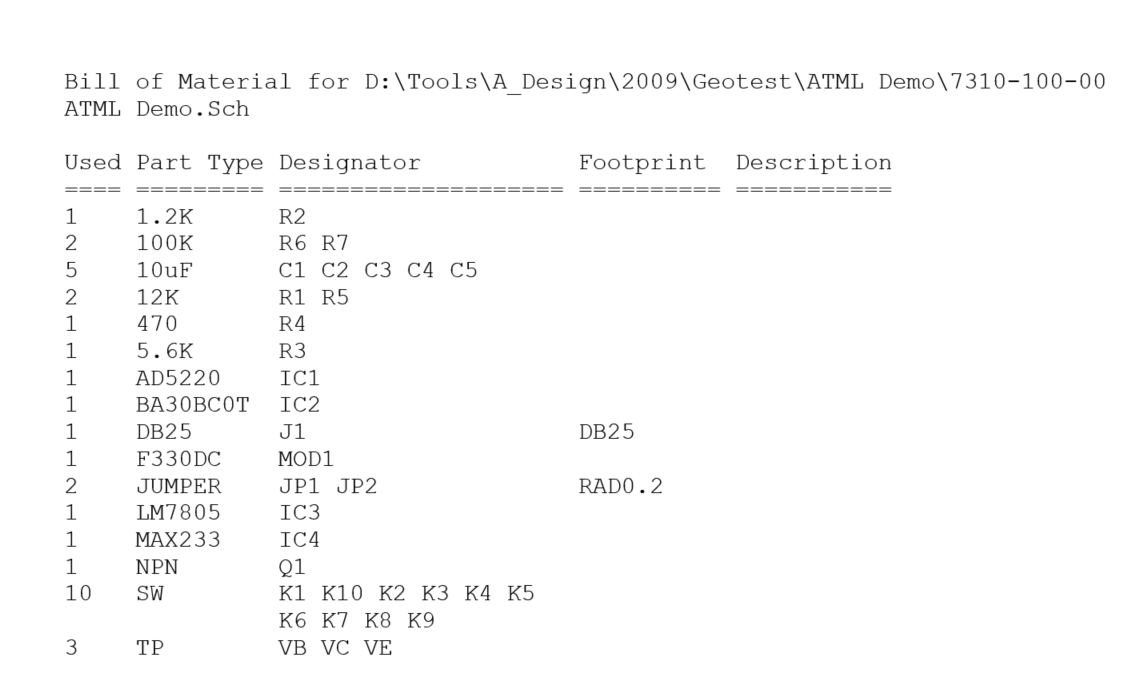 Bill of Material for D:\Tools\A_Design\2009\Geotest\ATML Demo\7310-100-00
ATML Demo.Sch
Used Part Type Designator Footprint Description
==== ========= ==================== ========== ===========
1 1.2K R2
2 100K R6 R7
5 10uF C1 C2 C3 C4 C5
2 12K R1 R5
1 470 R4
1 5.6K R3
1 AD5220 IC1
1 BA30BC0T IC2
1 DB25 J1 DB25
1 F330DC MOD1
2 JUMPER JP1 JP2 RAD0.2
1 LM7805 IC3
1 MAX233 IC4
1 NPN Q1
10 SW K1 K10 K2 K3 K4 K5
K6 K7 K8 K9
3 TP VB VC VE